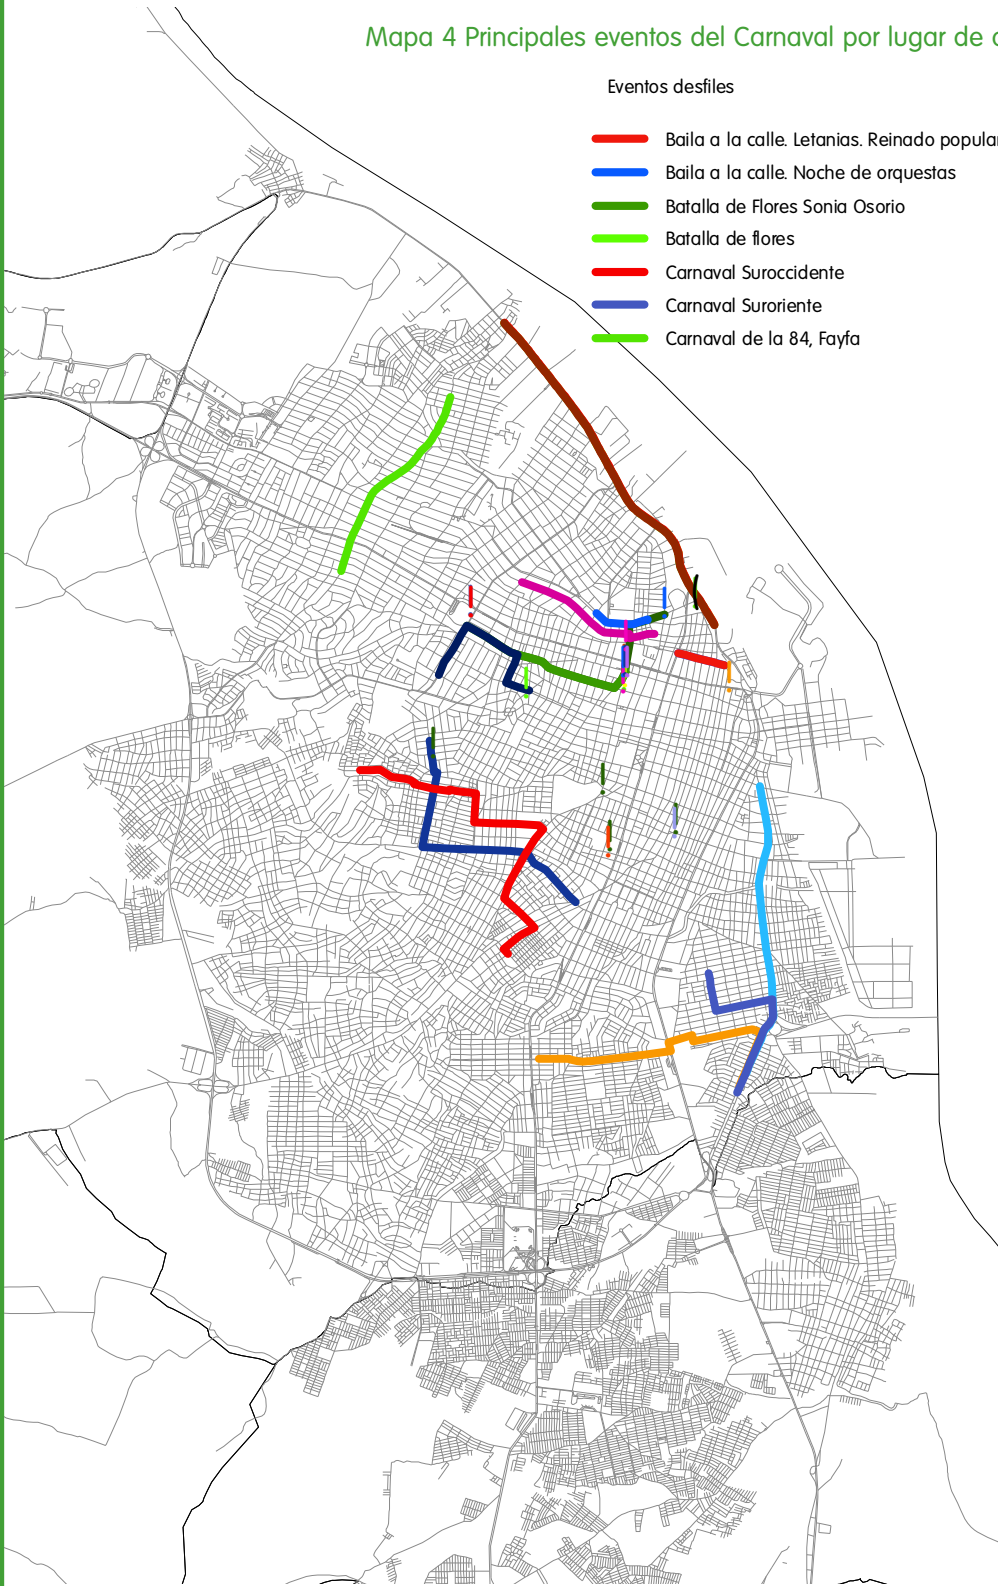 Mapa 4 Principales eventos del Carnaval por lugar de
Eventos desfiles
Baila a la calle. Letanias. Reinado popular
Baila a la calle. Noche de orquestas
Batalla de Flores Sonia Osorio
Batalla de flores
Carnaval Suroccidente
Carnaval Suroriente
Carnaval de la 84, Fayfa